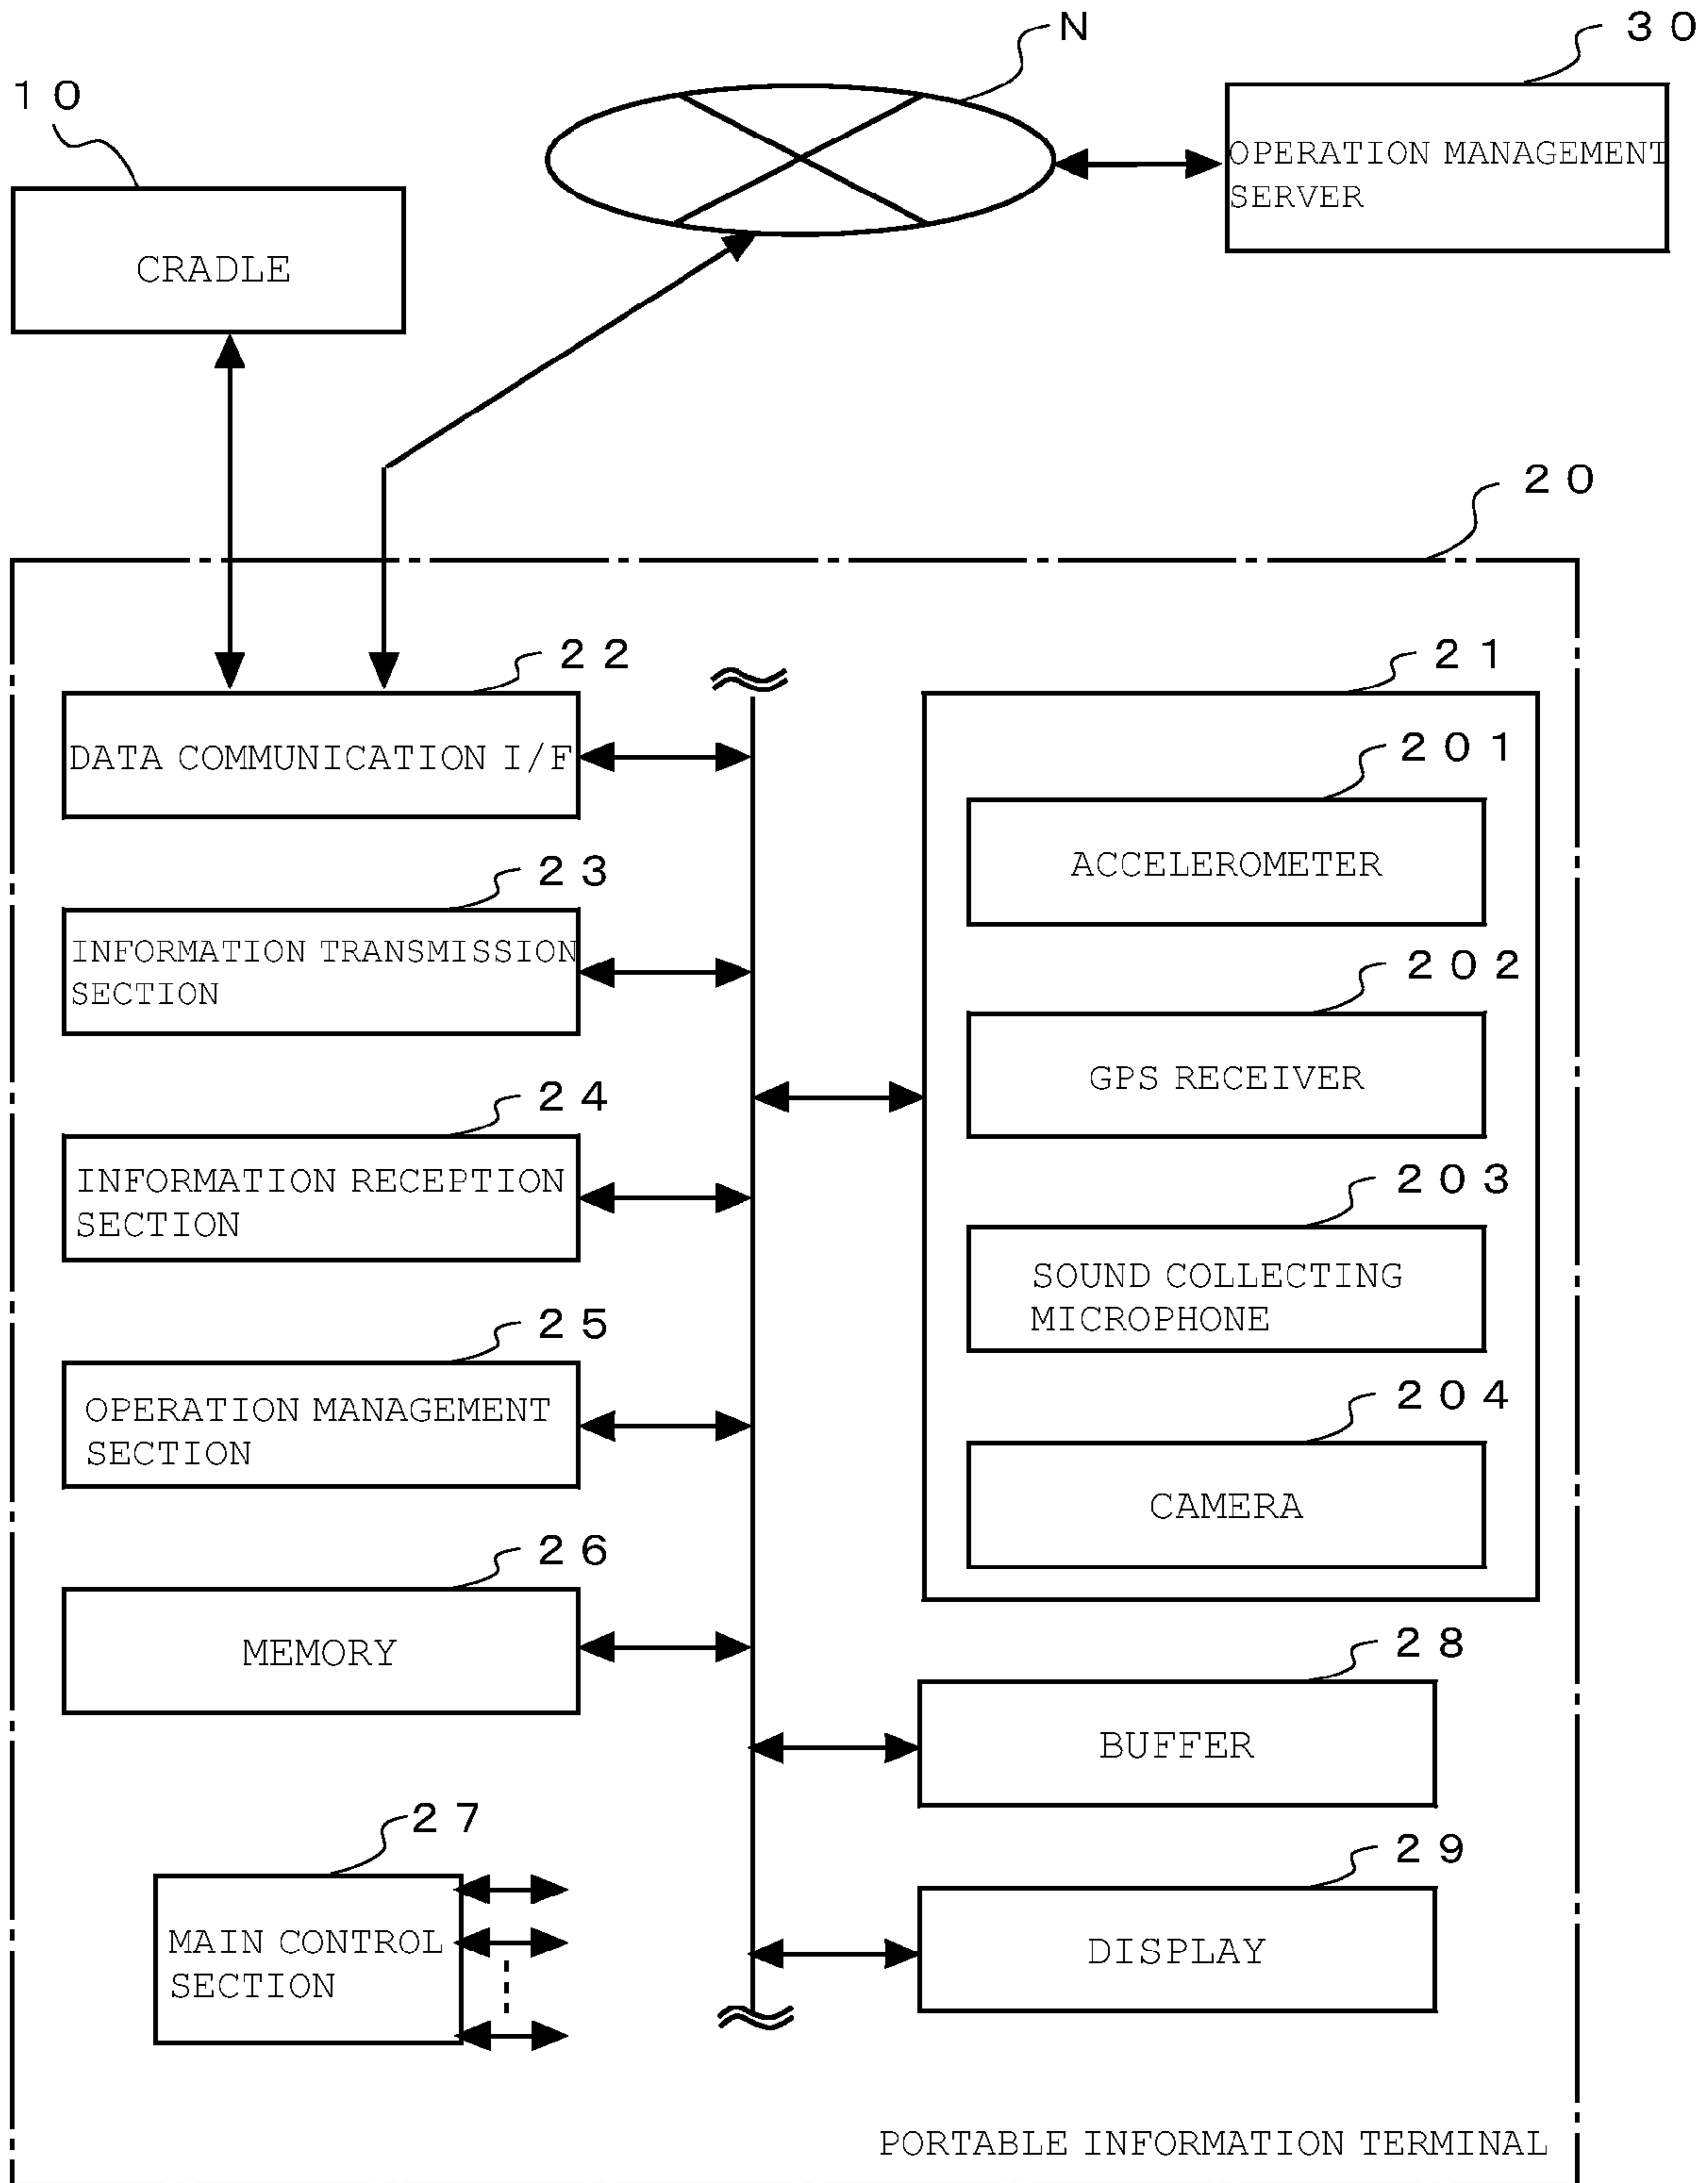 N
30
10
OPERATION MANAGEMENT
SERVER
CRADLE
20
22
DATA COMMUNICATION I/F
23
INFORMATION TRANSMISSION
SECTION
24
INFORMATION RECEPTION
SECTION
25
OPERATION MANAGEMENT
SECTION
26
MEMORY
27
MAIN CONTROL
SECTION
21
201
ACCELEROMETER
202
GPS RECEIVER
203
SOUND COLLECTING
MICROPHONE
204
CAMERA
28
BUFFER
29
DISPLAY
PORTABLE INFORMATION TERMINAL